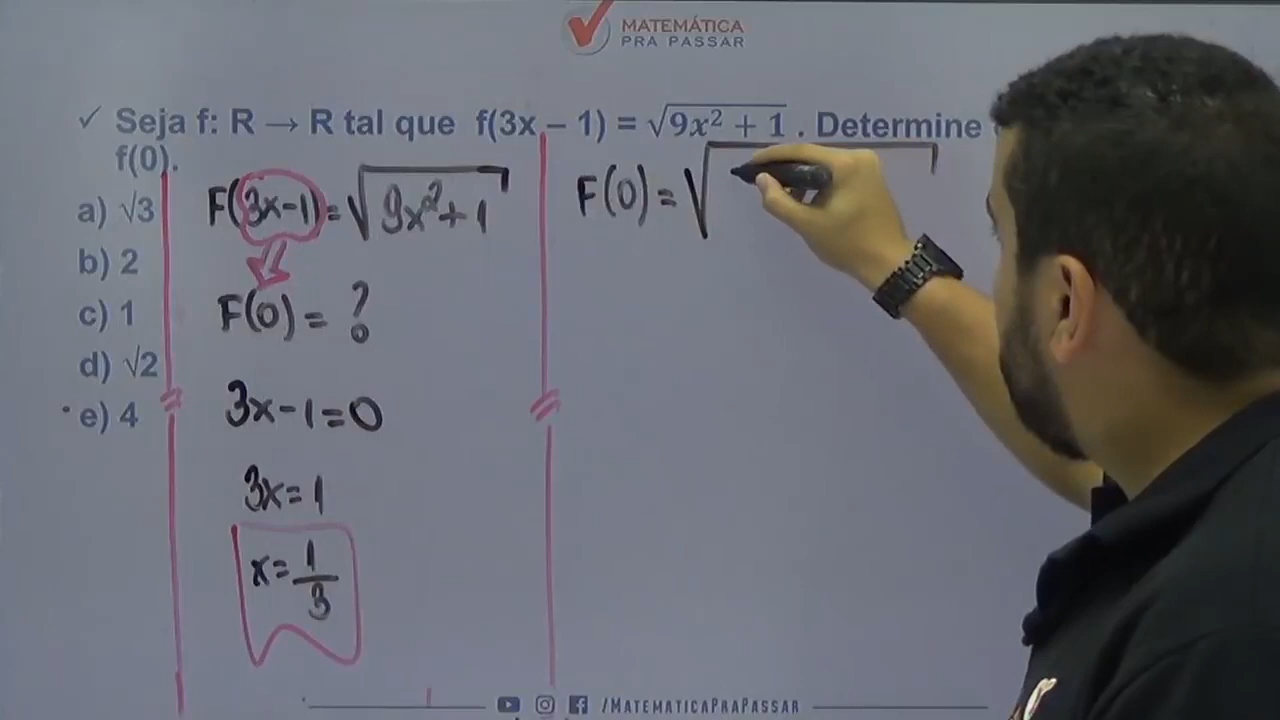 MATEMÁTICA
PRA PASSAR
✓ Seja f: R → R tal que f(3x – 1) = √9x² + 1 . Determine
f(0).
a) √3
b) 2
c) 1
d) √2
e) 4
F(3x-1)=√9x²+1
F(0)= ?
3x-1=0
3x=1
x=1/3
F(0)=√
/MATEMATICAPRAPASSAR